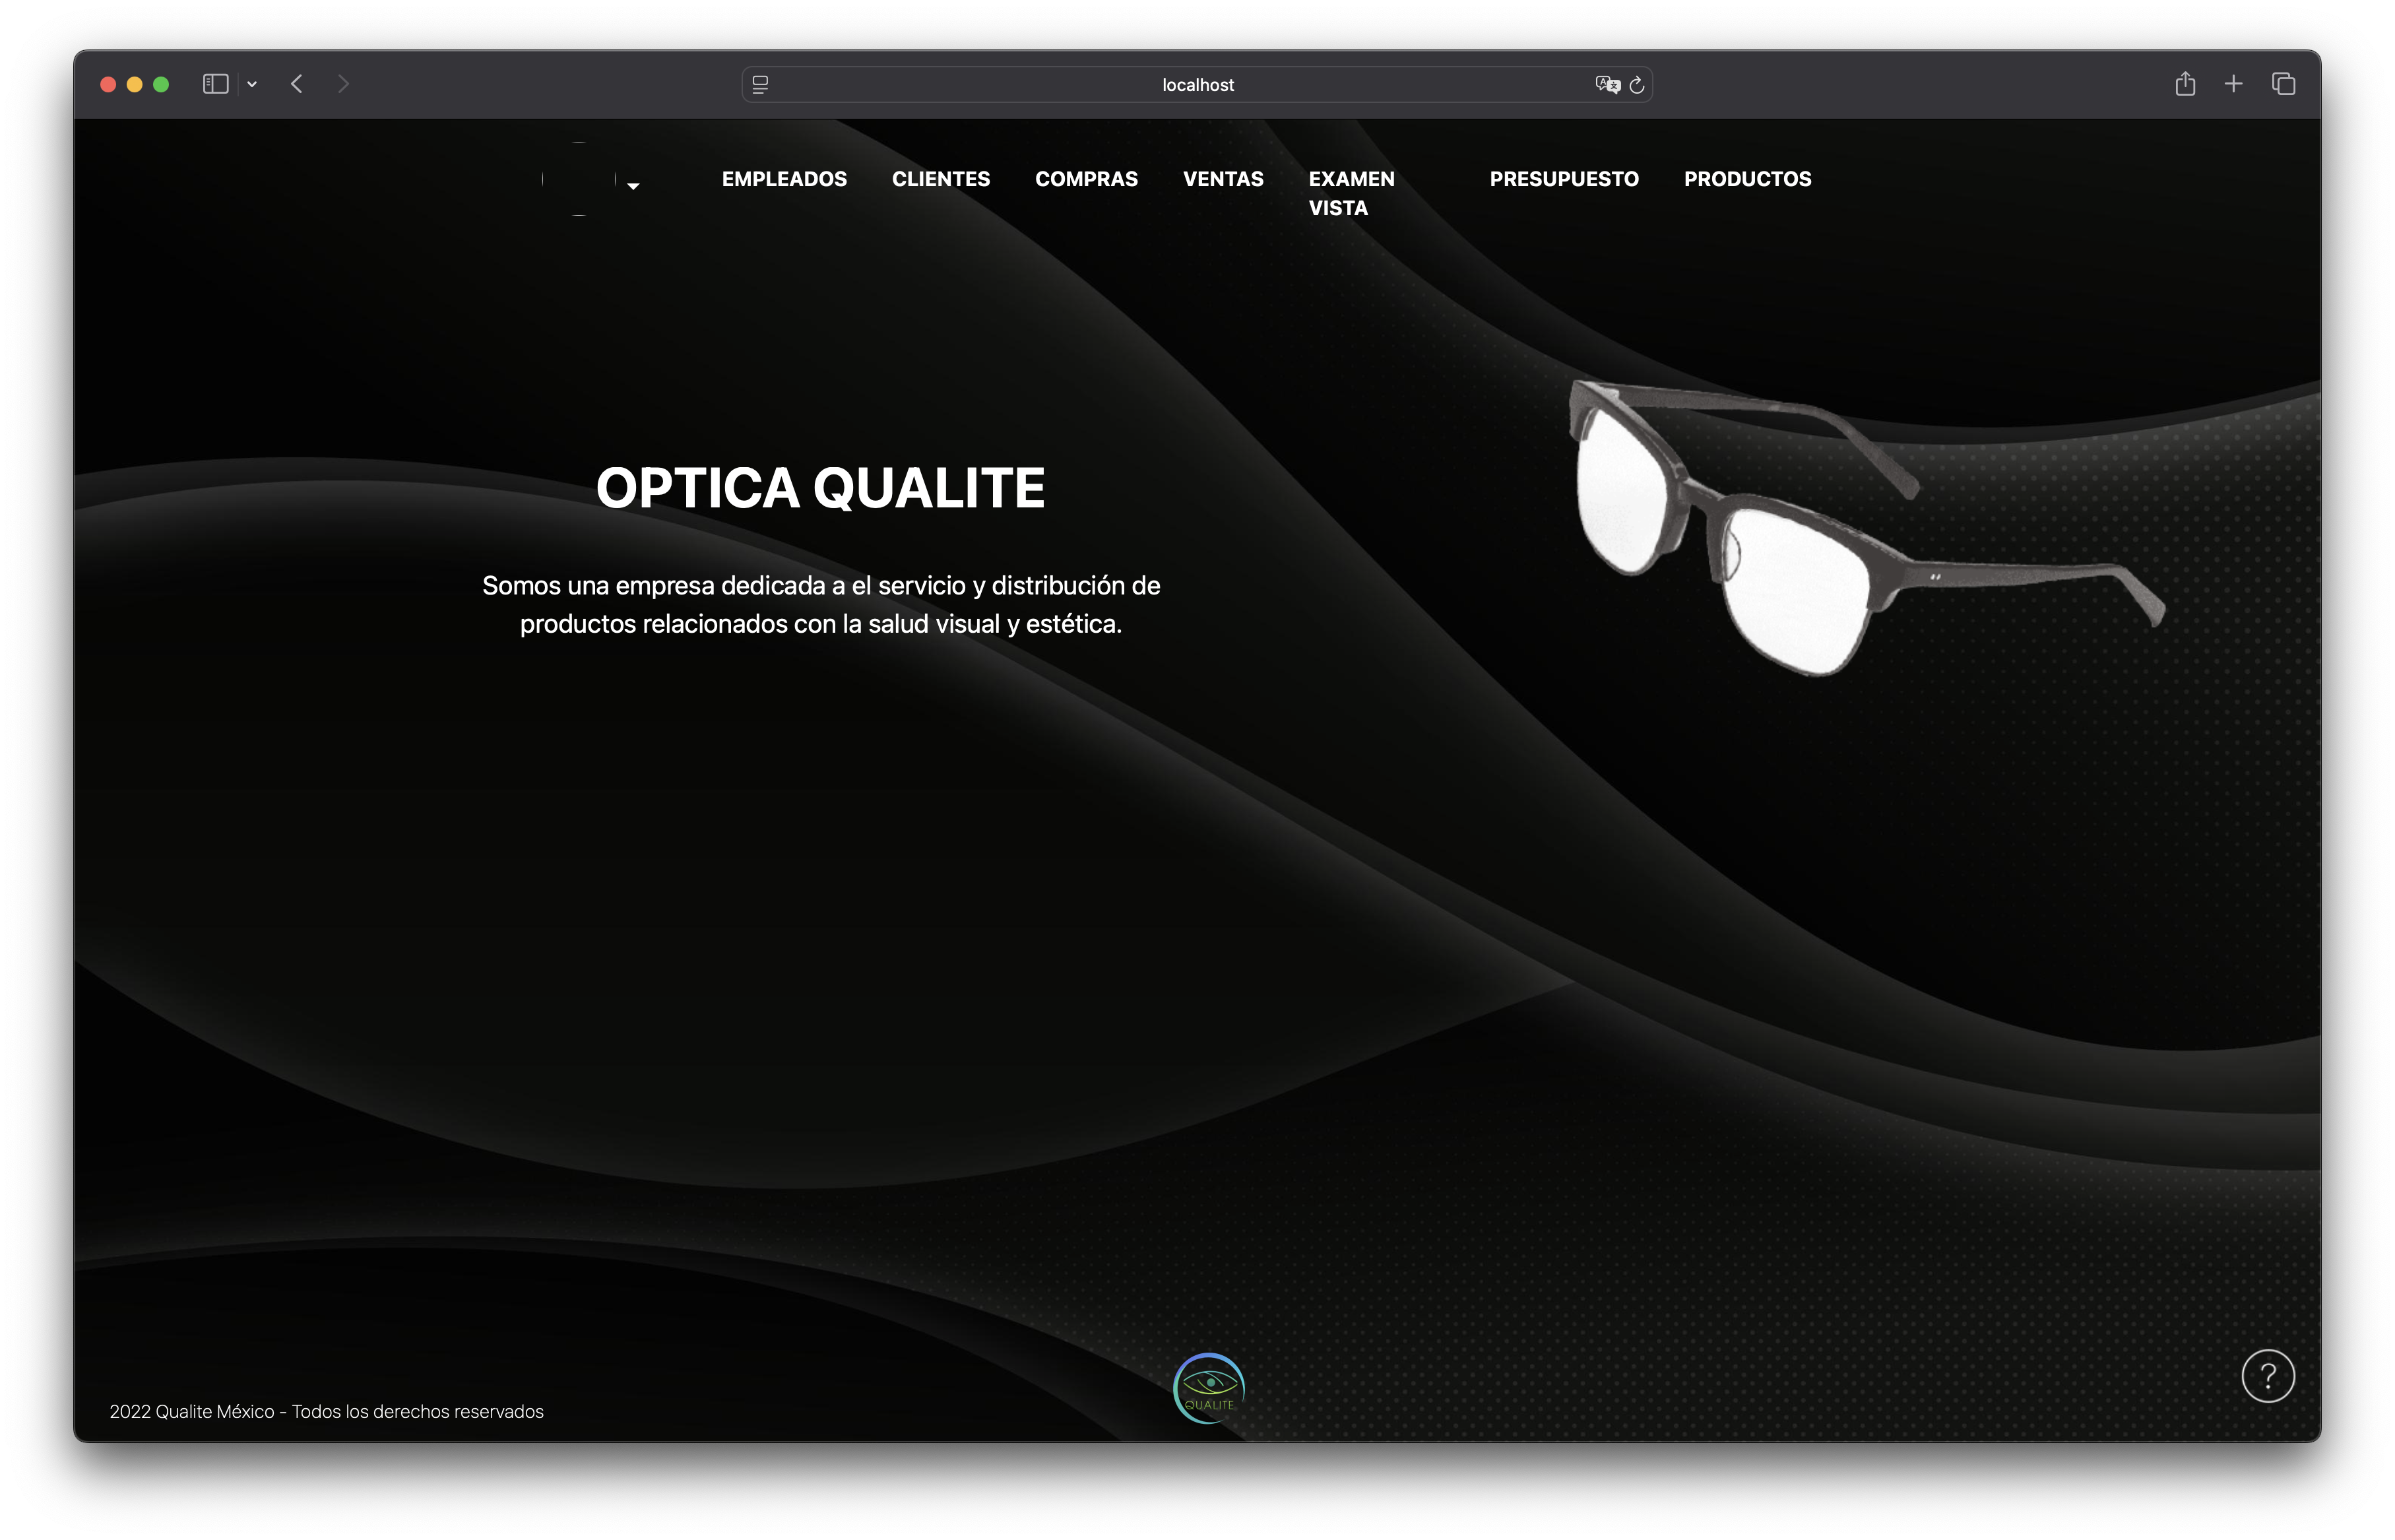 localhost
EMPLEADOS CLIENTES COMPRAS VENTAS EXAMEN VISTA PRESUPUESTO PRODUCTOS
OPTICA QUALITE
Somos una empresa dedicada a el servicio y distribución de
productos relacionados con la salud visual y estética.
QUALITE
?
2022 Qualite México - Todos los derechos reservados